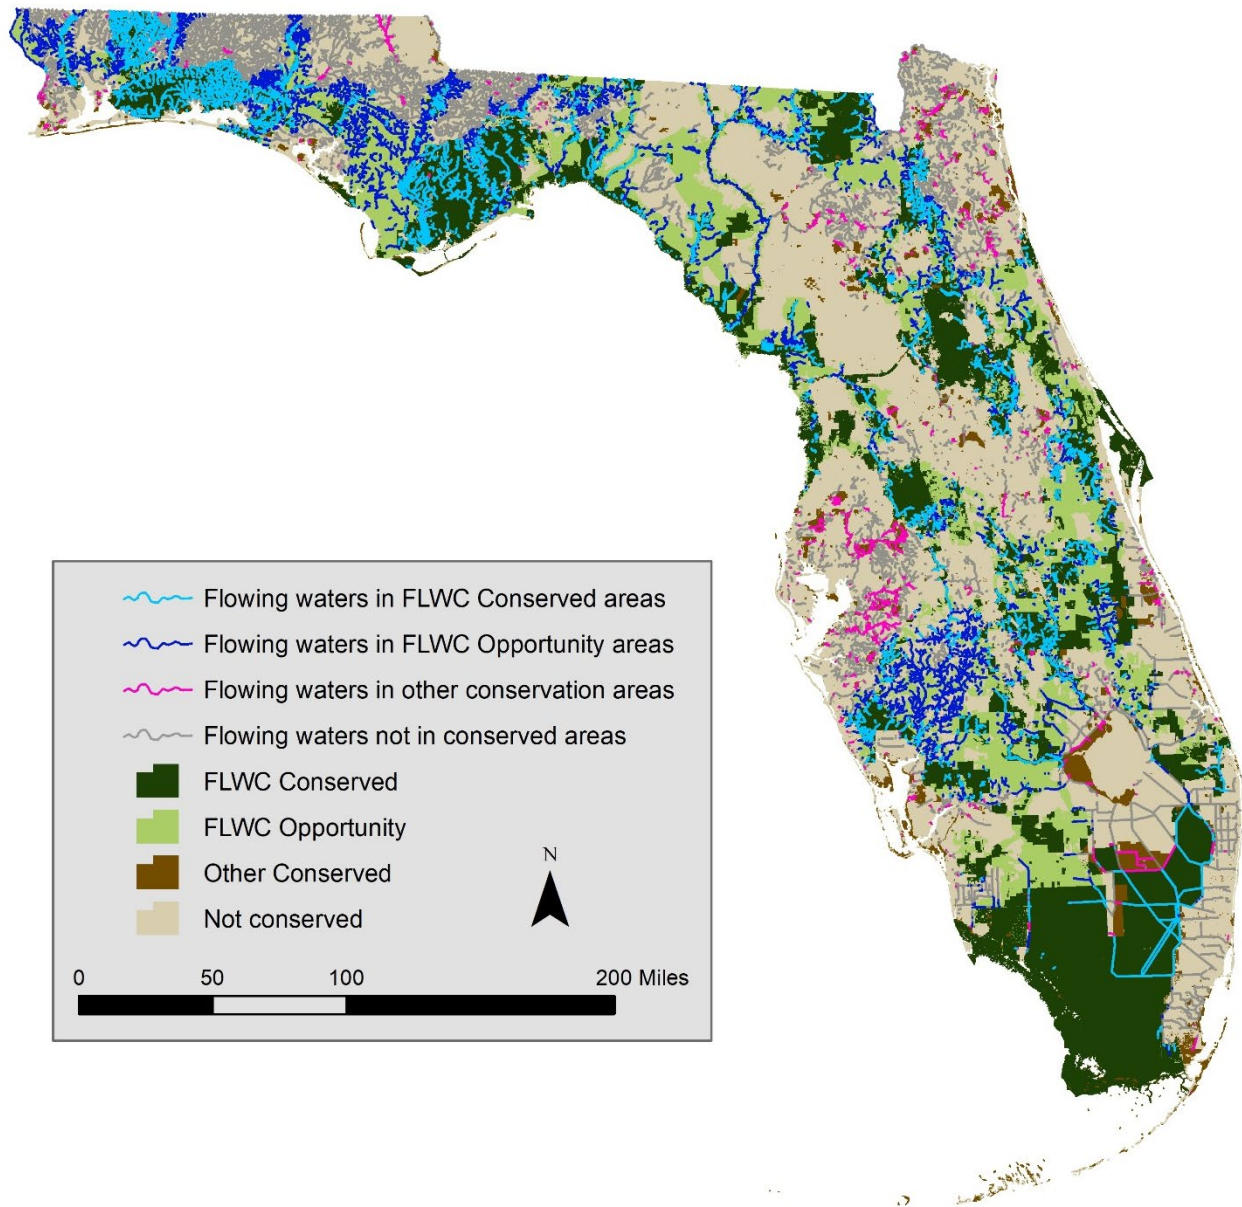 Flowing waters in FLWC Conserved areas
Flowing waters in FLWC Opportunity areas
Flowing waters in other conservation areas
Flowing waters not in conserved areas
FLWC Conserved
FLWC Opportunity
Other Conserved
Not conserved
N
0 50 100 200 Miles